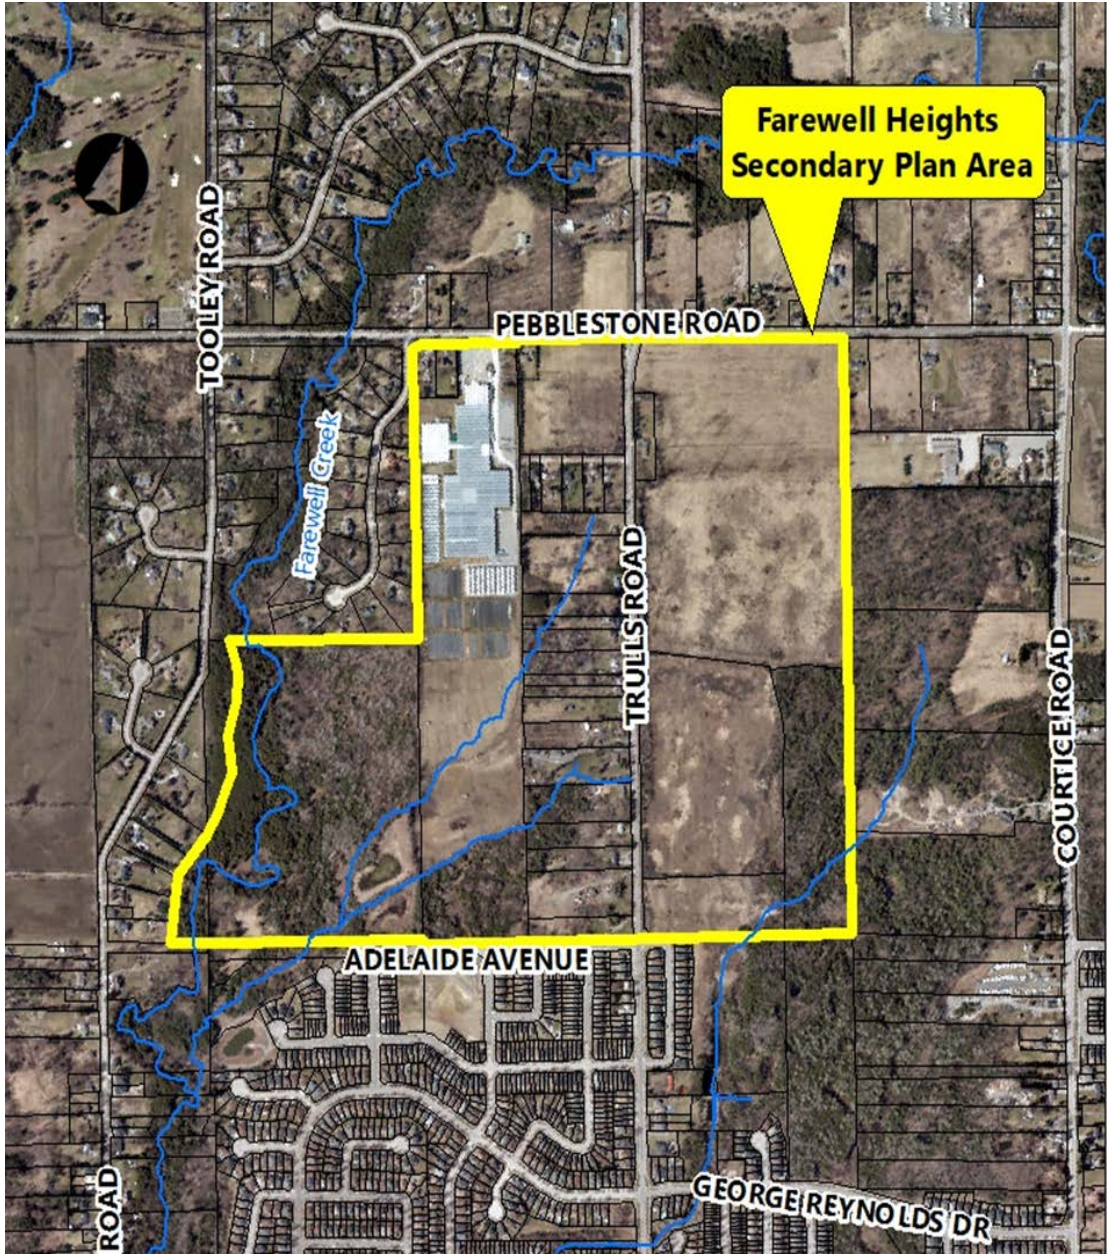 Farewell Heights
Secondary Plan Area
TOOLEY ROAD
PEBBLESTONE ROAD
Farewell Creek
TRULLS ROAD
COURTICE ROAD
ADELAIDE AVENUE
ROAD
GEORGE REYNOLDS DR